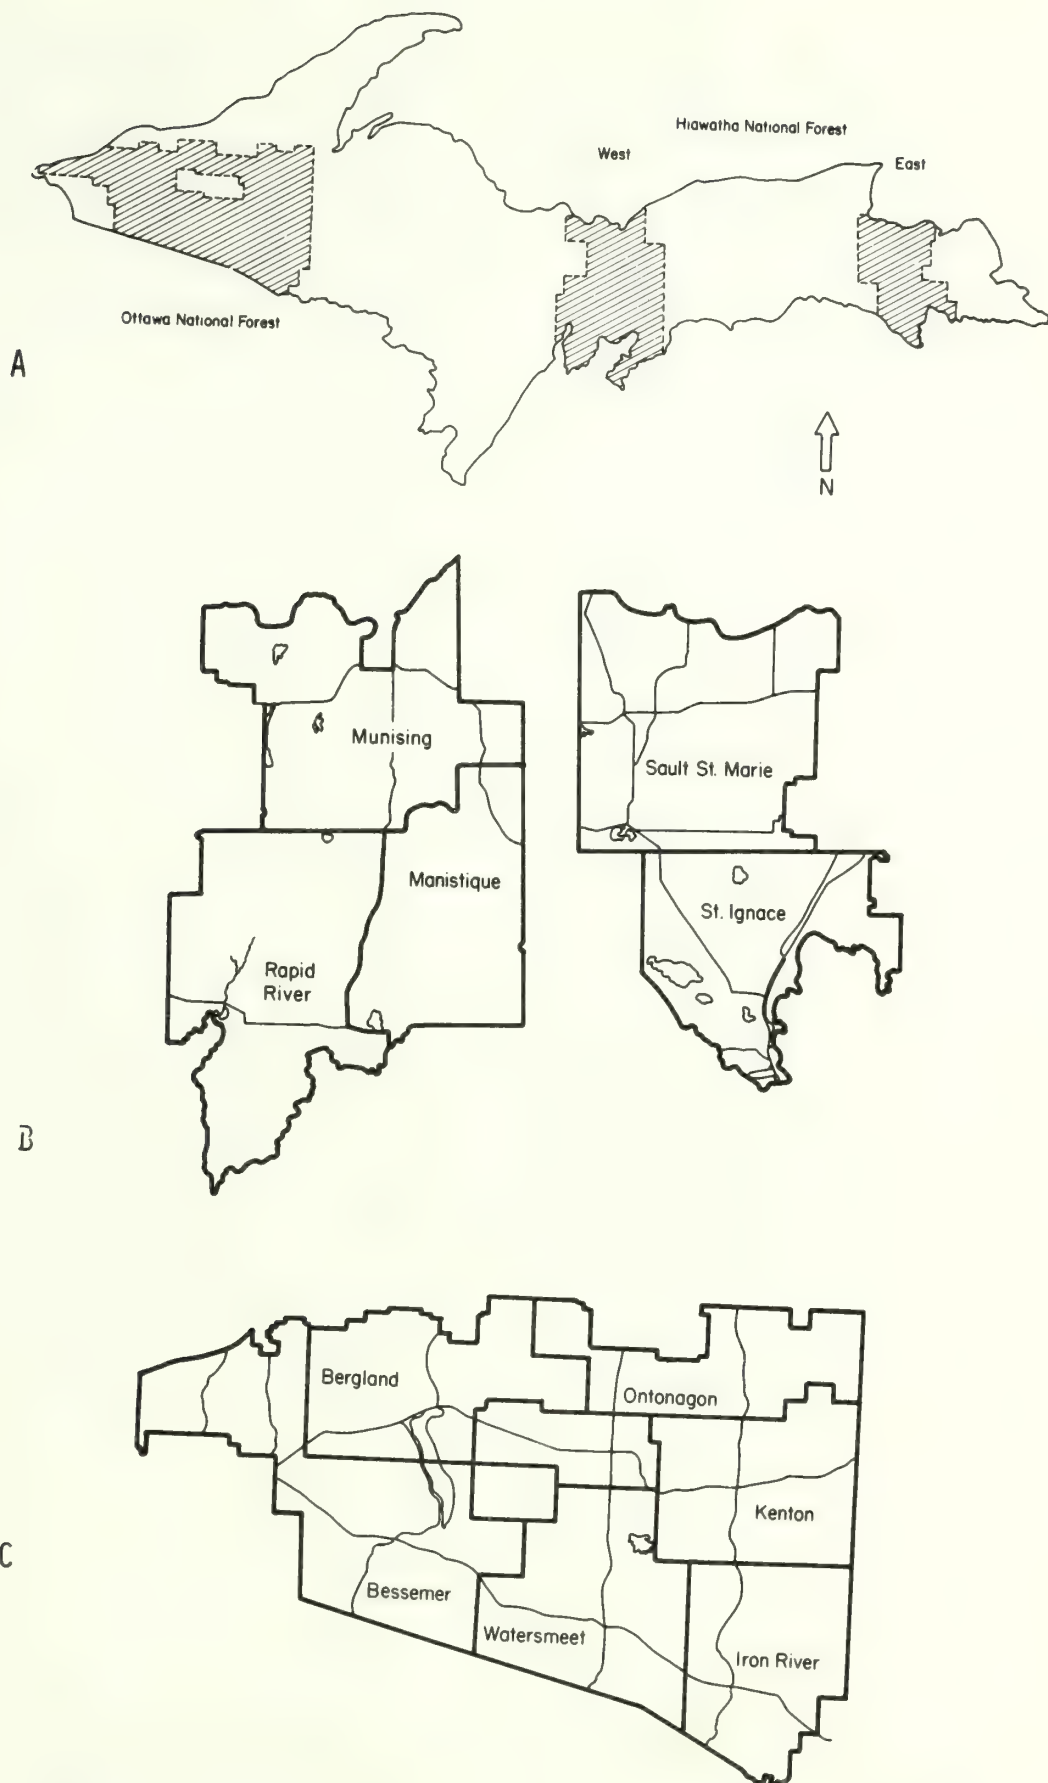 Hiawatha National Forest
West
East
Ottawa National Forest
A
N
Munising
Sault St. Marie
Manistique
St. Ignace
Rapid
River
B
Bergland
Ontonagon
Kenton
C
Bessemer
Watersmeet
Iron River